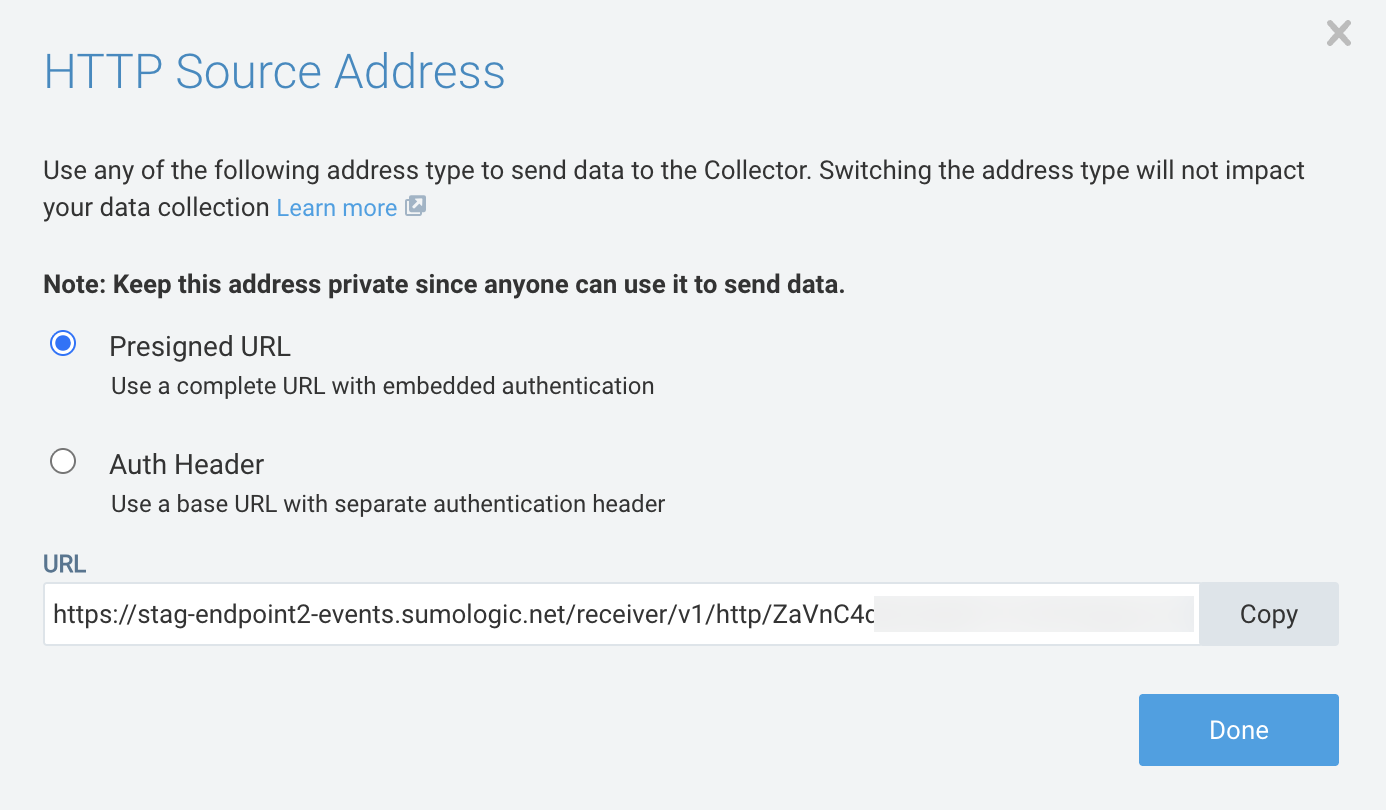 HTTP Source Address
Use any of the following address type to send data to the Collector. Switching the address type will not impact
your data collection Learn more
Note: Keep this address private since anyone can use it to send data.
Presigned URL
Use a complete URL with embedded authentication
Auth Header
Use a base URL with separate authentication header
URL
https://stag-endpoint2-events.sumologic.net/receiver/v1/http/ZaVnC4
Copy
Done